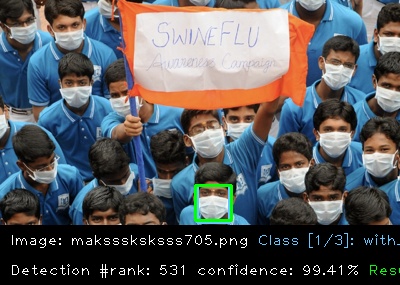 SWINEFLU
Awareness Campaign
Image: makssskskss705.png Class [1/3]: with_
Detection #rank: 531 confidence: 99.41% Res